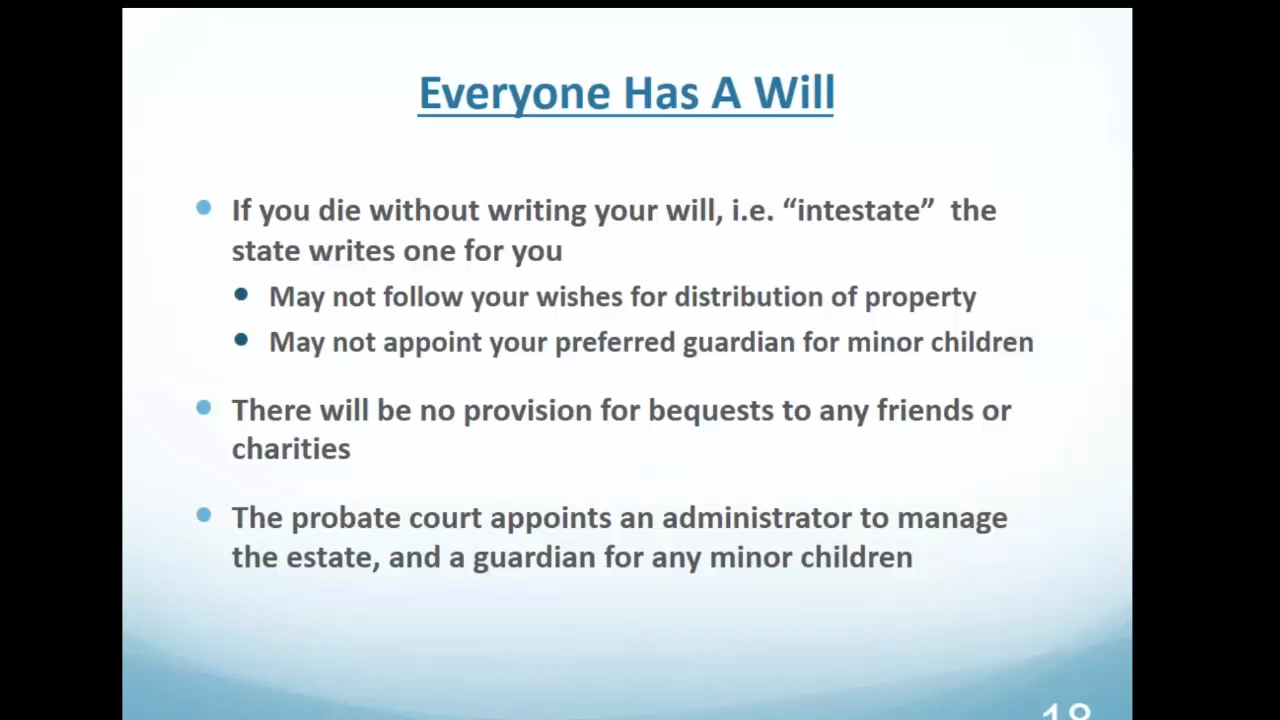 Everyone Has A Will
If you die without writing your will, i.e. “intestate” the
state writes one for you
May not follow your wishes for distribution of property
May not appoint your preferred guardian for minor children
There will be no provision for bequests to any friends or
charities
The probate court appoints an administrator to manage
the estate, and a guardian for any minor children